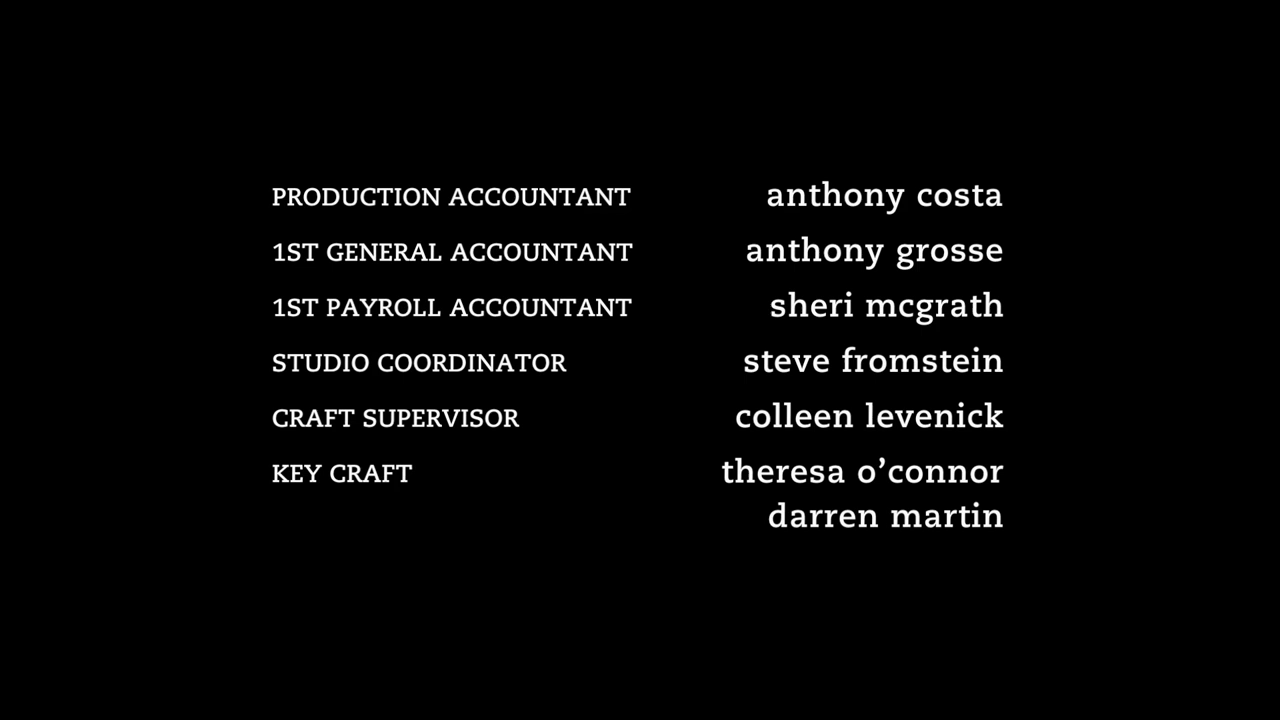 PRODUCTION ACCOUNTANT anthony costa
1ST GENERAL ACCOUNTANT anthony grosse
1ST PAYROLL ACCOUNTANT sheri mcgrath
STUDIO COORDINATOR steve fromstein
CRAFT SUPERVISOR colleen levenick
KEY CRAFT theresa o’connor
darren martin